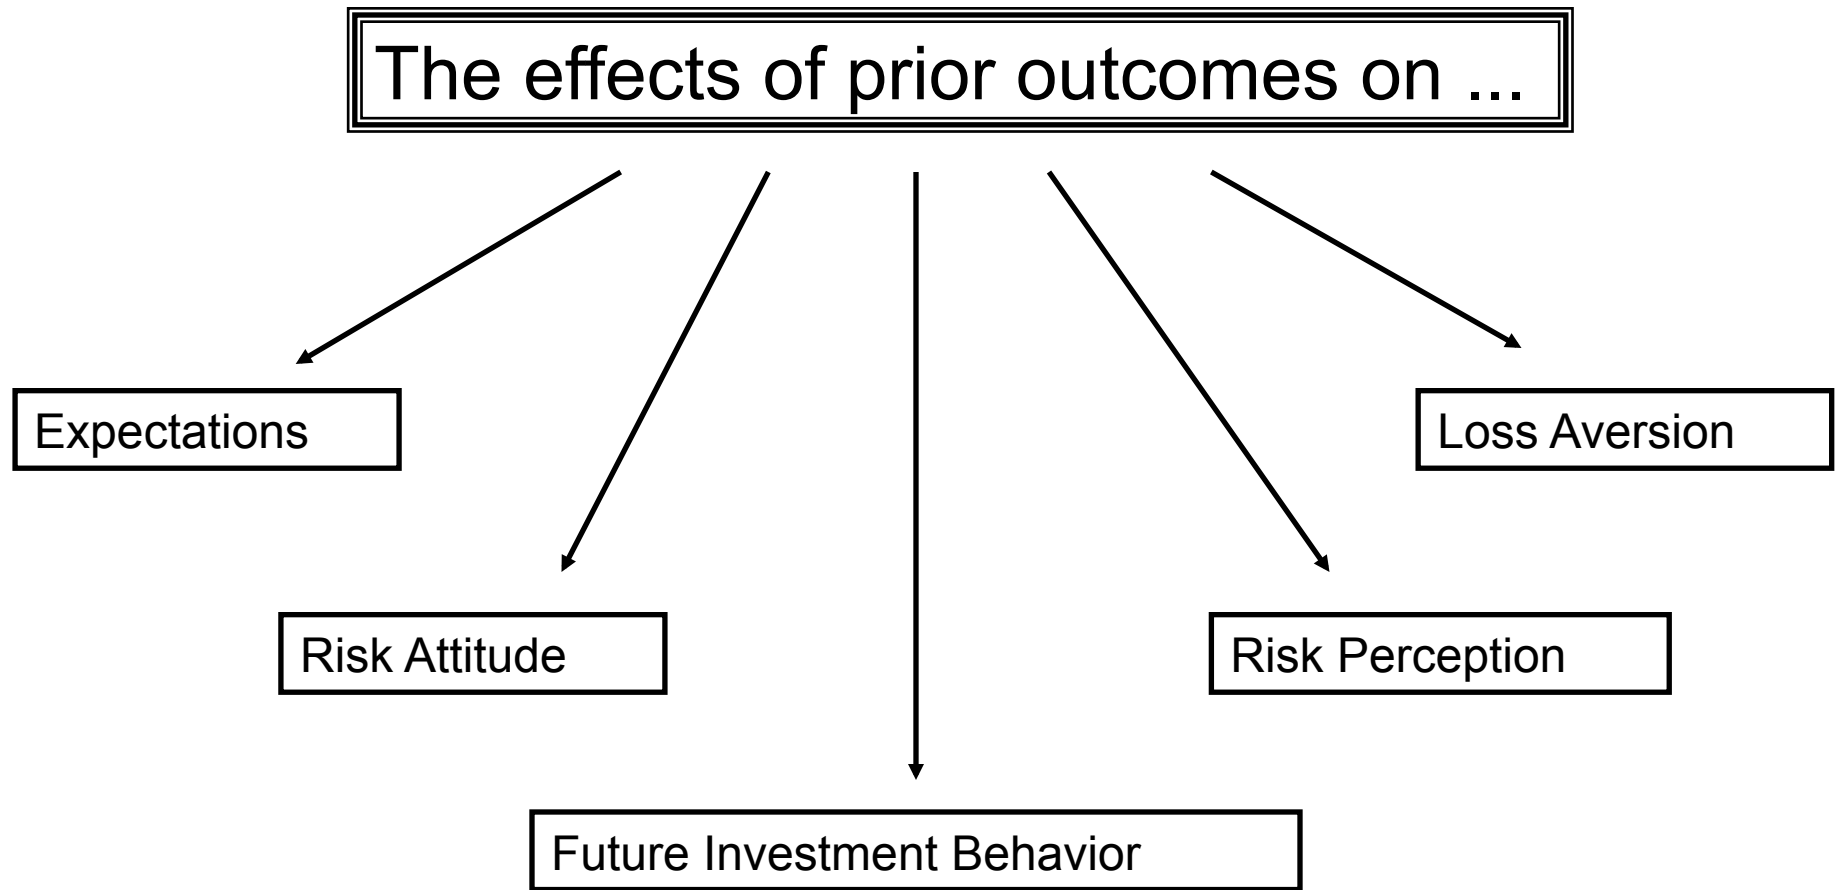 The effects of prior outcomes on ...
Expectations
Loss Aversion
Risk Attitude
Risk Perception
Future Investment Behavior